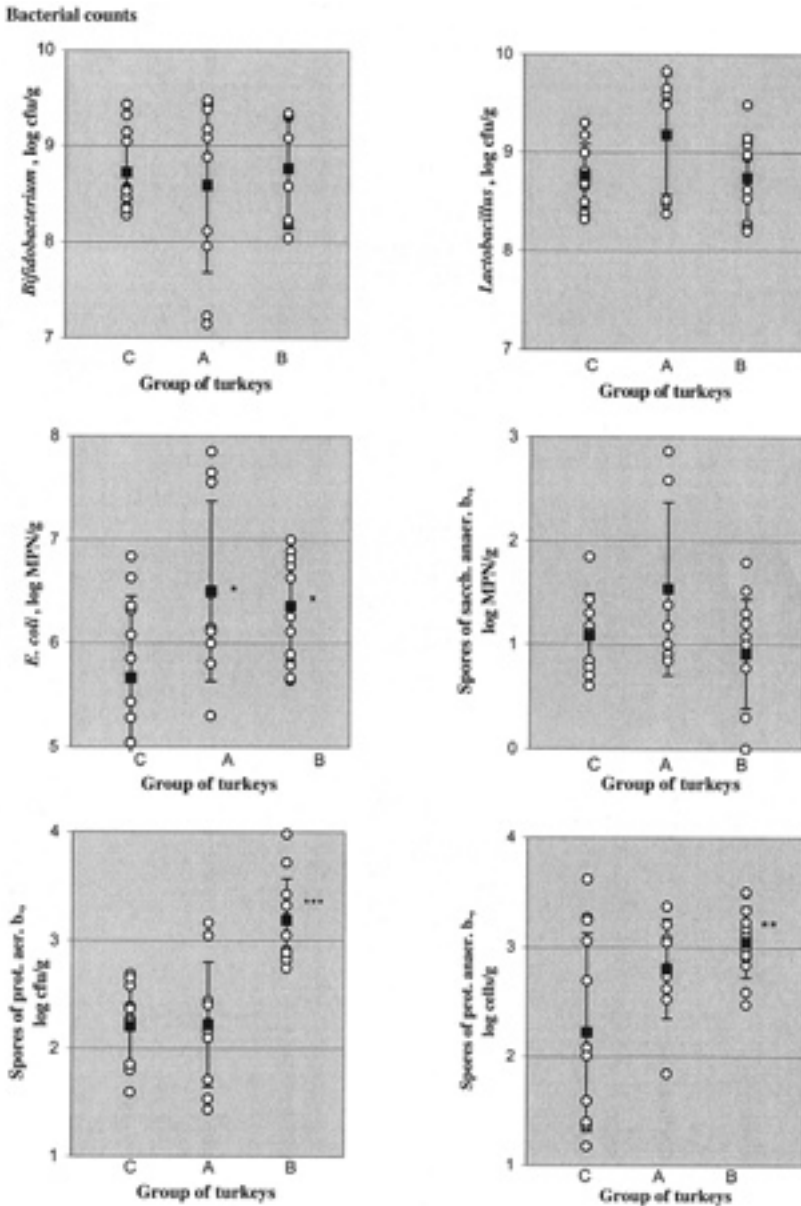 Bacterial counts
10
9
8
7
Bifidobacterium , log cfu/g
C A B
Group of turkeys
10
9
8
7
Lactobacillus , log cfu/g
C A B
Group of turkeys
8
7
6
5
E. coli , log MPN/g
* *
C A B
Group of turkeys
3
2
1
0
Spores of sacch. anaer. b.,
log MPN/g
C A B
Group of turkeys
4
3
2
1
Spores of prot. aer. b.,
log cfu/g
***
C A B
Group of turkeys
4
3
2
1
Spores of prot. anaer. b.,
log cells/g
**
C A B
Group of turkeys